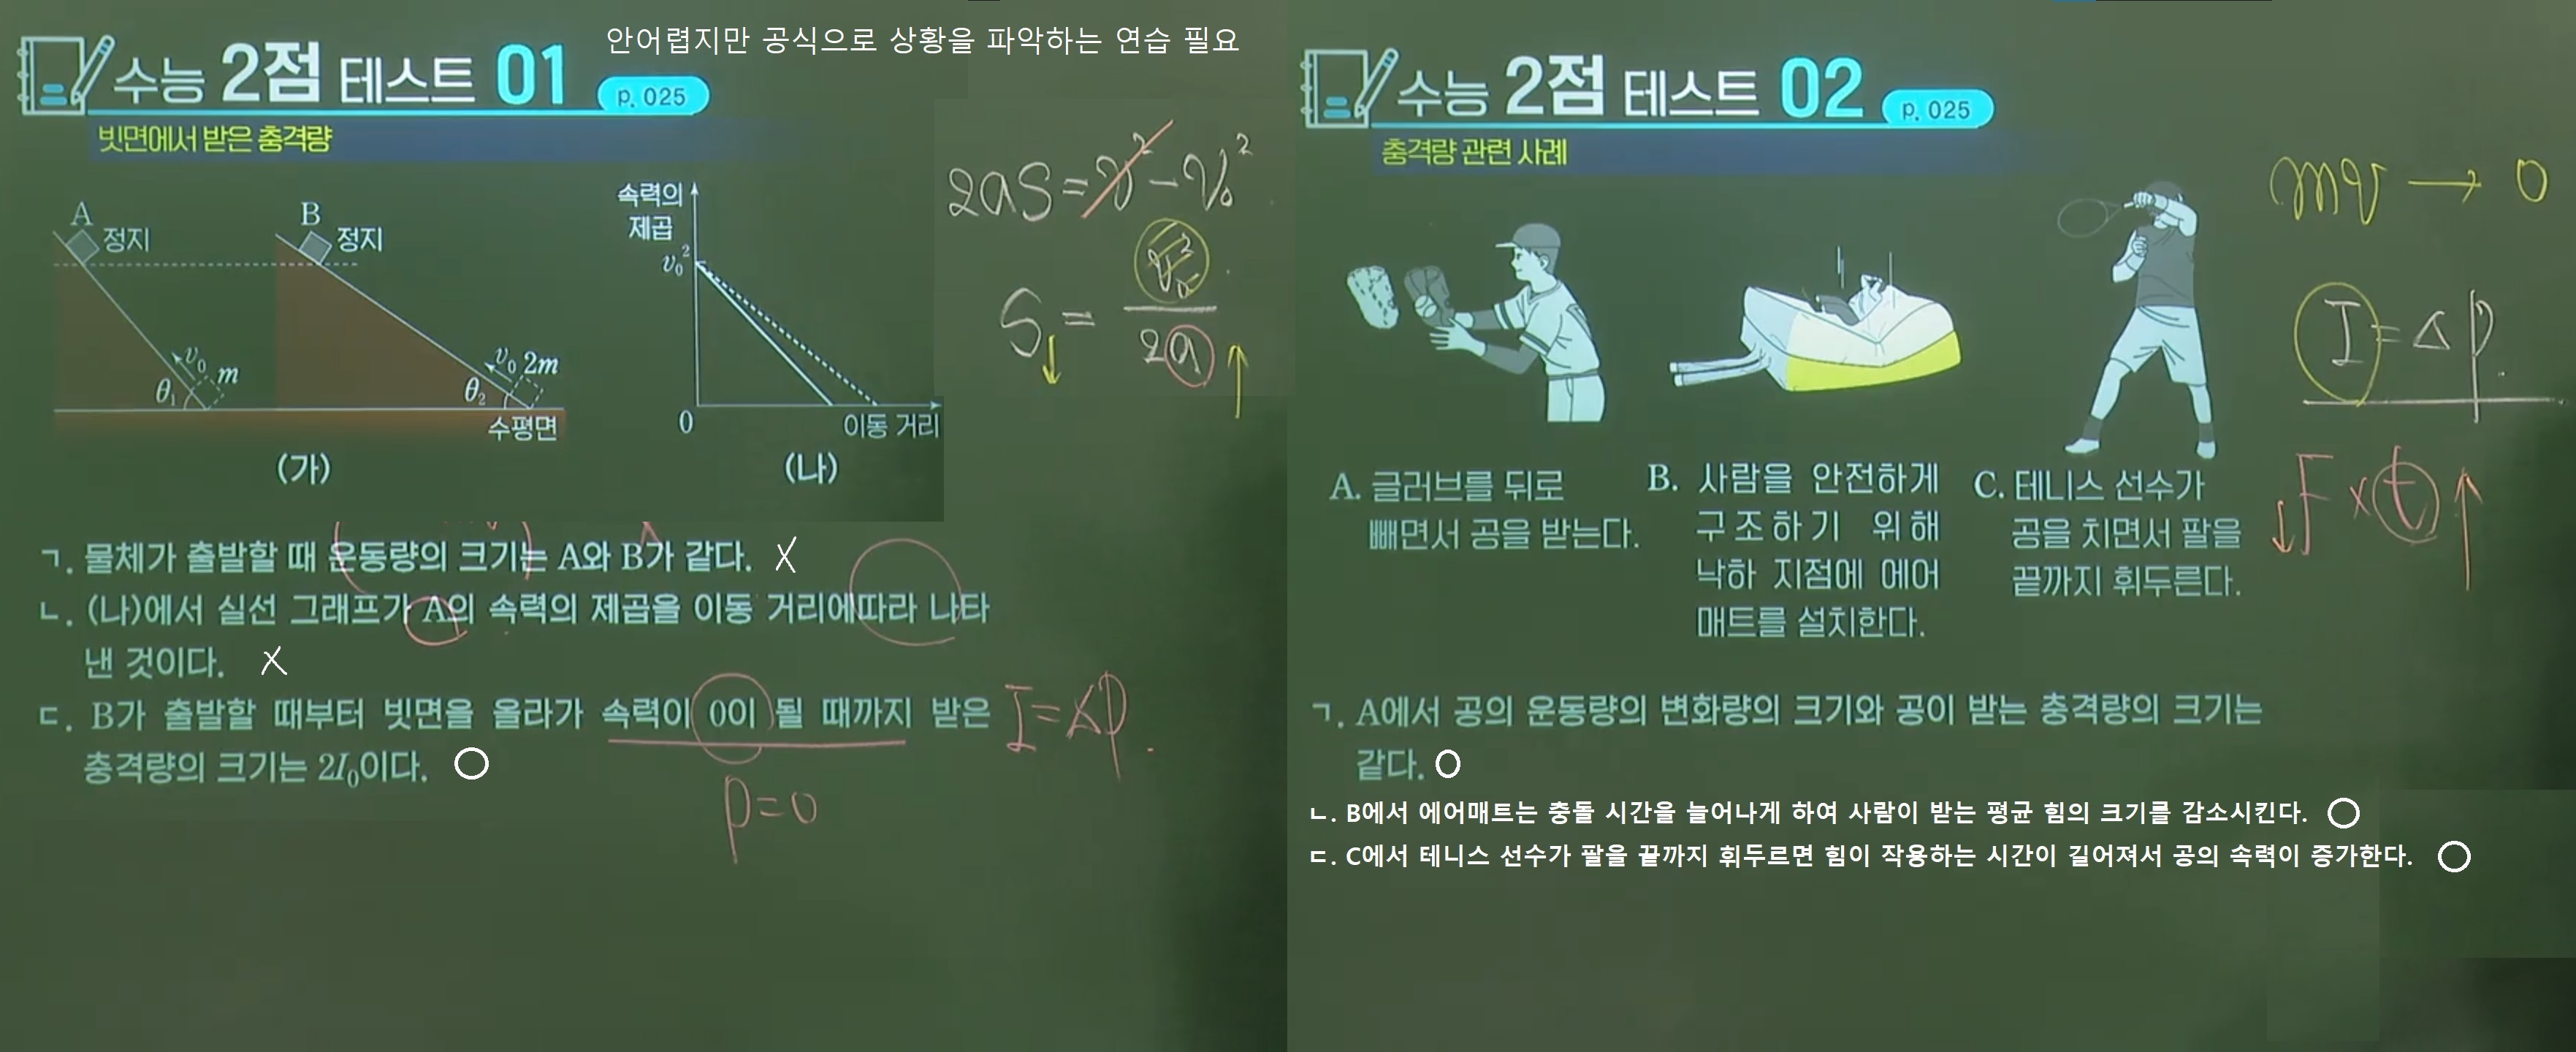 안어렵지만 공식으로 상황을 파악하는 연습 필요
수능 2점 테스트 01 p. 025
빗면에서 받은 충격량
A 정지
B 정지
v₀ m
θ₁
v₀ 2m
θ₂
수평면
(가)
속력의
제곱
v₀²
0
이동 거리
(나)
2as = v² - v₀²
S = v₀² / 2a
ㄱ. 물체가 출발할 때 운동량의 크기는 A와 B가 같다. X
ㄴ. (나)에서 실선 그래프가 A의 속력의 제곱을 이동 거리에따라 나타
낸 것이다. X
ㄷ. B가 출발할 때부터 빗면을 올라가 속력이 0이 될 때까지 받은
충격량의 크기는 2I₀이다. ○
I = Δp.
p = 0
수능 2점 테스트 02 p. 025
충격량 관련 사례
mv → 0
I = Δp.
↓F × t↑
A. 글러브를 뒤로
빼면서 공을 받는다.
B. 사람을 안전하게
구조하기 위해
낙하 지점에 에어
매트를 설치한다.
C. 테니스 선수가
공을 치면서 팔을
끝까지 휘두른다.
ㄱ. A에서 공의 운동량의 변화량의 크기와 공이 받는 충격량의 크기는
같다. ○
ㄴ. B에서 에어매트는 충돌 시간을 늘어나게 하여 사람이 받는 평균 힘의 크기를 감소시킨다. ○
ㄷ. C에서 테니스 선수가 팔을 끝까지 휘두르면 힘이 작용하는 시간이 길어져서 공의 속력이 증가한다. ○